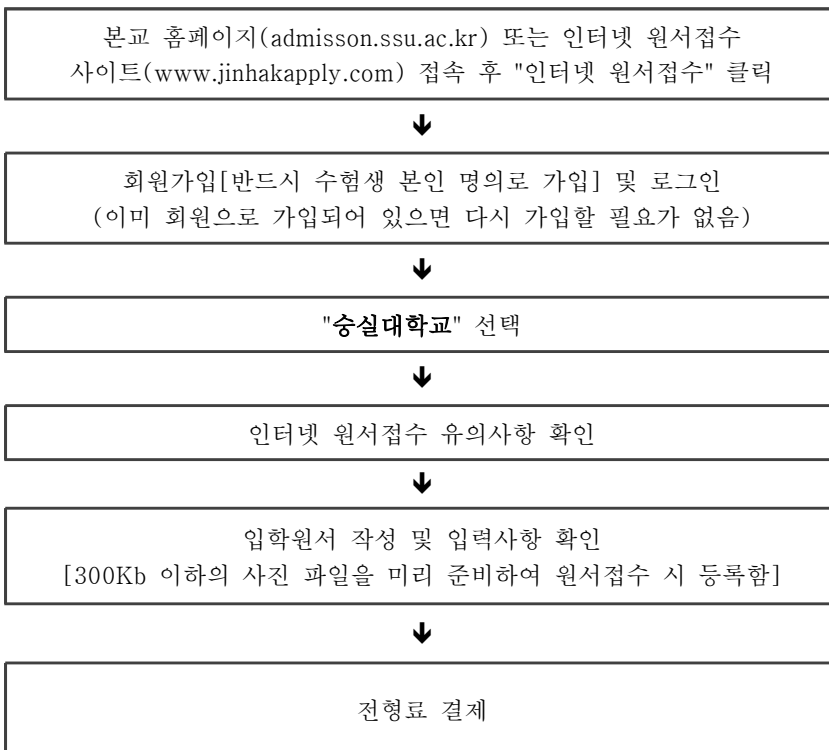 본교 홈페이지(admisson.ssu.ac.kr) 또는 인터넷 원서접수
사이트(www.jinhakapply.com) 접속 후 "인터넷 원서접수" 클릭
회원가입[반드시 수험생 본인 명의로 가입] 및 로그인
(이미 회원으로 가입되어 있으면 다시 가입할 필요가 없음)
"숭실대학교" 선택
인터넷 원서접수 유의사항 확인
입학원서 작성 및 입력사항 확인
[300Kb 이하의 사진 파일을 미리 준비하여 원서접수 시 등록함]
전형료 결제